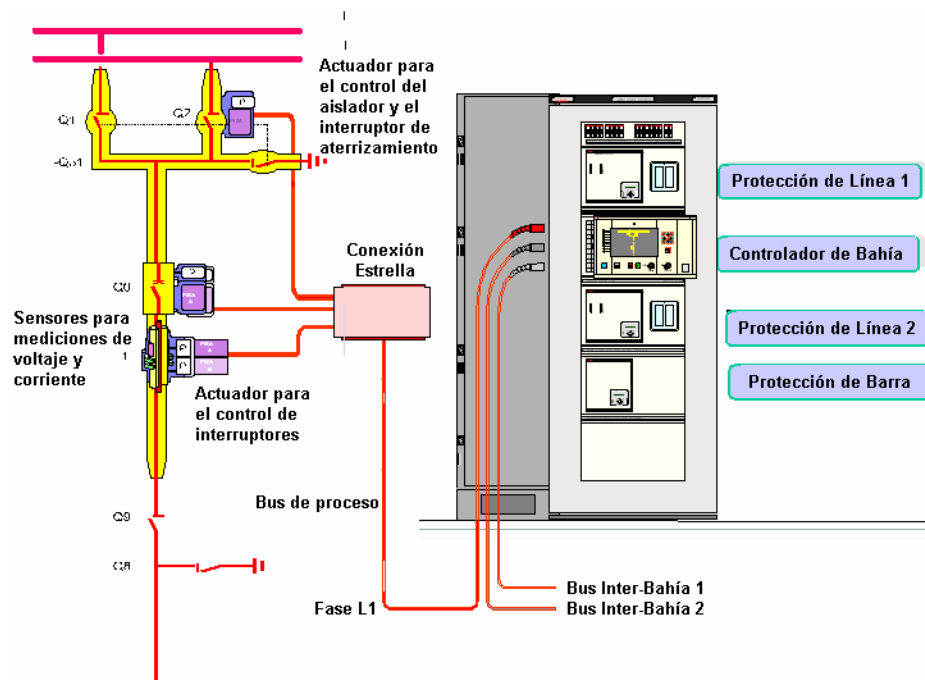 Actuador para
el control del
aislador y el
interruptor de
aterrizamiento
Q1
Q7
Protección de Línea 1
Controlador de Bahía
Conexión
Estrella
Q0
Sensores para
mediciones de
voltaje y
corriente
1
Protección de Línea 2
Protección de Barra
Actuador para
el control de
interruptores
Bus de proceso
Q9
Q8
Fase L1
Bus Inter-Bahía 1
Bus Inter-Bahía 2